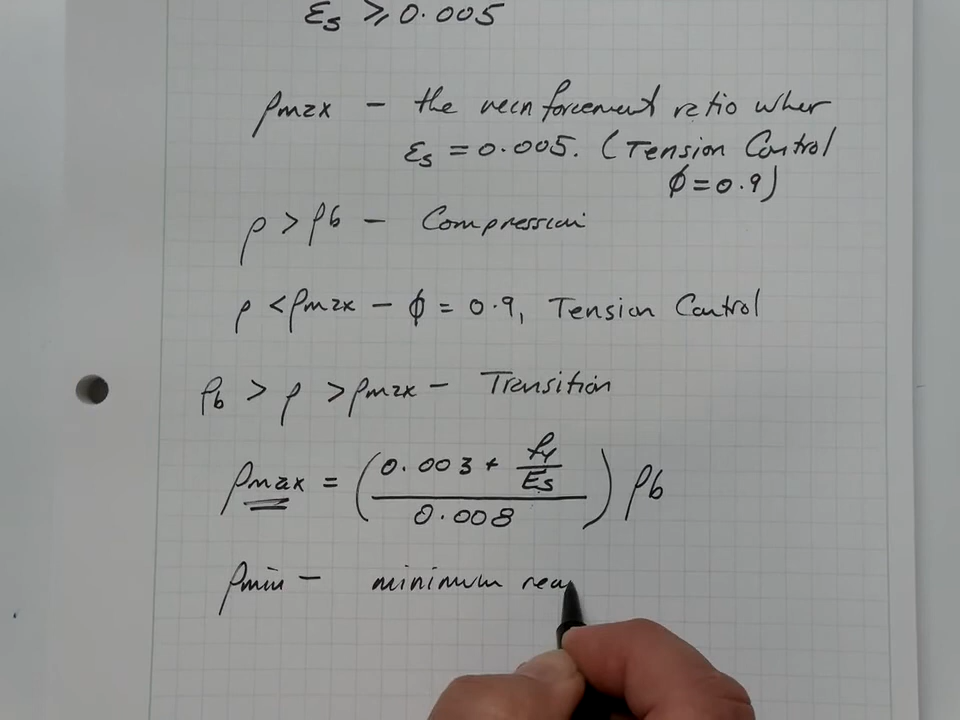 εs ≥ 0.005
ρmax – the reinforcement ratio when
εs = 0.005. (Tension Control
ϕ = 0.9)
ρ > ρb – Compression
ρ < ρmax – ϕ = 0.9, Tension Control
ρb > ρ > ρmax – Transition
ρmax = ((0.003 + fy/Es)/0.008) ρb
ρmin – minimum